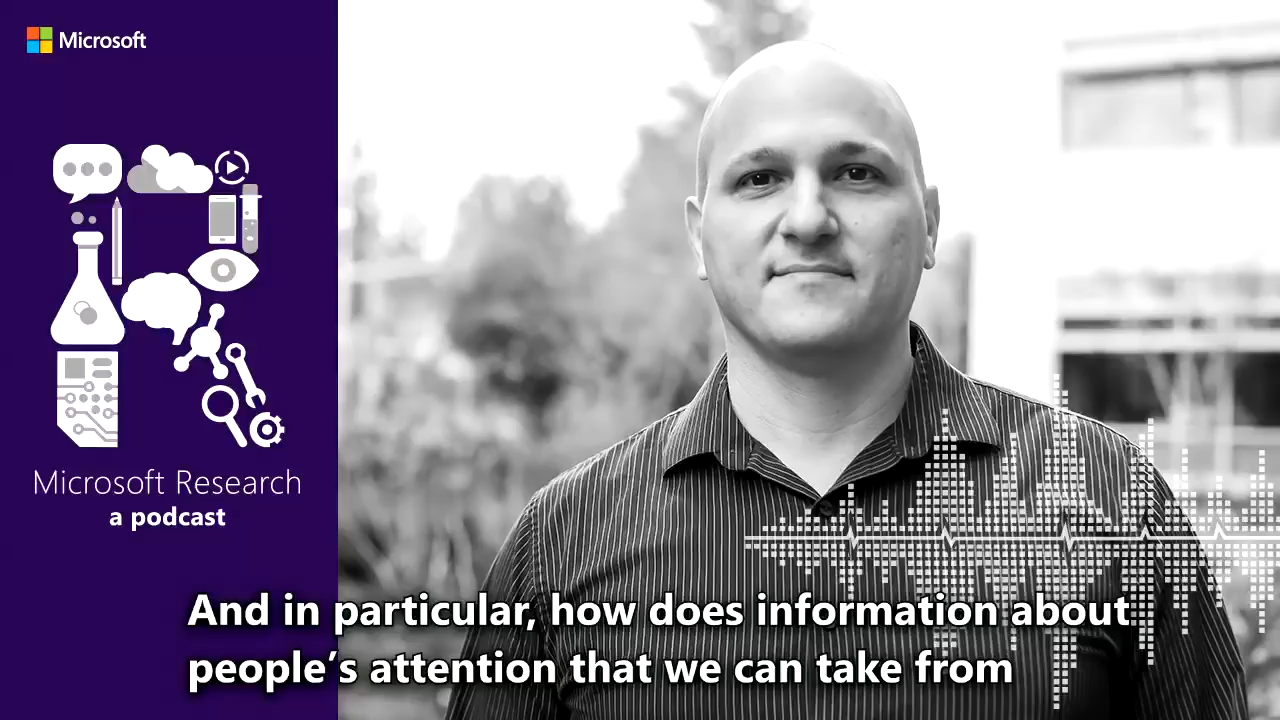 Microsoft
Microsoft Research
a podcast
And in particular, how does information about
people’s attention that we can take from